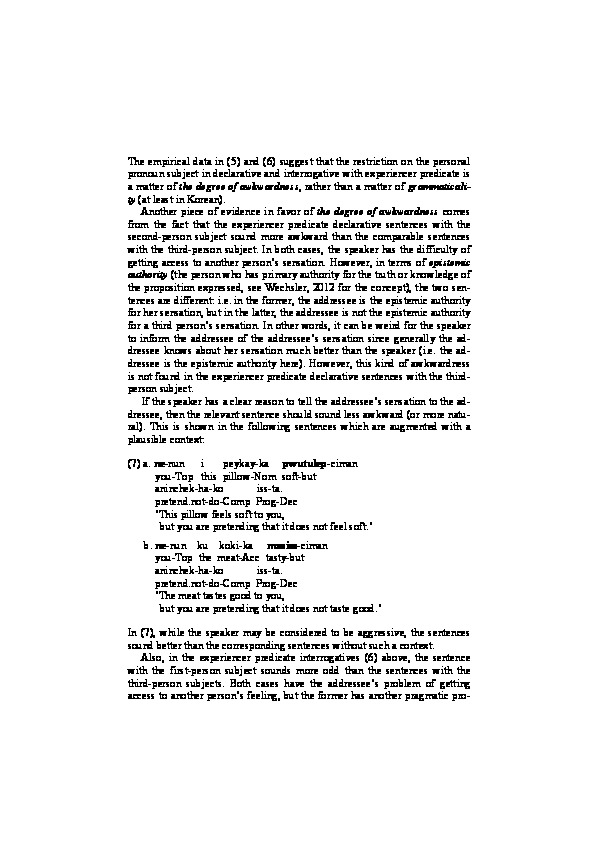 The empirical data in (5) and (6) suggest that the restriction on the personal
pronoun subject in declarative and interrogative with experiencer predicate is
a matter of the degree of awkwardness, rather than a matter of grammaticali-
ty (at least in Korean).
Another piece of evidence in favor of the degree of awkwardness comes
from the fact that the experiencer predicate declarative sentences with the
second-person subject sound more awkward than the comparable sentences
with the third-person subject. In both cases, the speaker has the difficulty of
getting access to another person's sensation. However, in terms of epistemic
authority (the person who has primary authority for the truth or knowledge of
the proposition expressed, see Wechsler, 2012 for the concept), the two sen-
tences are different: i.e. in the former, the addressee is the epistemic authority
for her sensation, but in the latter, the addressee is not the epistemic authority
for a third person's sensation. In other words, it can be weird for the speaker
to inform the addressee of the addressee's sensation since generally the ad-
dressee knows about her sensation much better than the speaker (i.e. the ad-
dressee is the epistemic authority here). However, this kind of awkwardness
is not found in the experiencer predicate declarative sentences with the third-
person subject.
If the speaker has a clear reason to tell the addressee's sensation to the ad-
dressee, then the relevant sentence should sound less awkward (or more natu-
ral). This is shown in the following sentences which are augmented with a
plausible context:
(7) a. ne-nun i peykay-ka pwutulep-ciman
you-Top this pillow-Nom soft-but
anin.chek-ha-ko iss-ta.
pretend.not-do-Comp Prog-Dec
"This pillow feels soft to you,
but you are pretending that it does not feel soft."
b. ne-nun ku koki-ka masiss-ciman
you-Top the meat-Acc tasty-but
anin.chek-ha-ko iss-ta.
pretend.not-do-Comp Prog-Dec
"The meat tastes good to you,
but you are pretending that it does not taste good."
In (7), while the speaker may be considered to be aggressive, the sentences
sound better than the corresponding sentences without such a context.
Also, in the experiencer predicate interrogatives (6) above, the sentence
with the first-person subject sounds more odd than the sentences with the
third-person subjects. Both cases have the addressee's problem of getting
access to another person's feeling, but the former has another pragmatic pro-